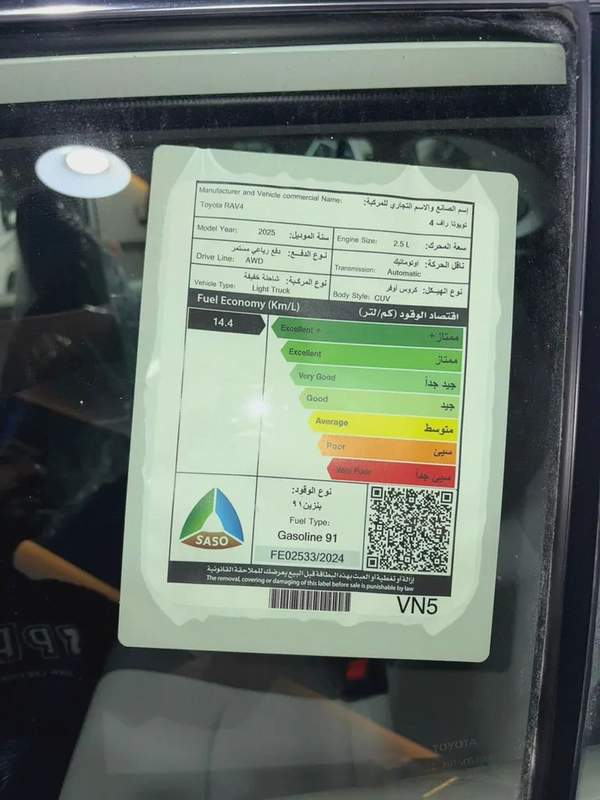 Manufacturer and Vehicle commercial Name: إسم الصانع والاسم التجاري للمركبة:
Toyota RAV4 تويوتا راف 4
Model Year: 2025 سنة الموديل: Engine Size: 2.5 L سعة المحرك:
Drive Line: دفع رباعي مستمر AWD نوع الدفع: Transmission: أوتوماتيك Automatic ناقل الحركة:
Vehicle Type: شاحنة خفيفة Light Truck نوع المركبة: Body Style: كروس أوفر CUV نوع الهيكل:
Fuel Economy (Km/L) اقتصاد الوقود (كم/لتر)
14.4 Excellent + ممتاز +
Excellent ممتاز
Very Good جيد جداً
Good جيد
Average متوسط
Poor سيئ
Very Poor سيئ جداً
نوع الوقود:
بنزين ٩١
Fuel Type:
Gasoline 91
SASO
FE02533/2024
إزالة أو تغطية أو العبث بهذه البطاقة قبل البيع يعرضك للملاحقة القانونية
The removal, covering or damaging of this label before sale is punishable by law
VN5
TOYOTA